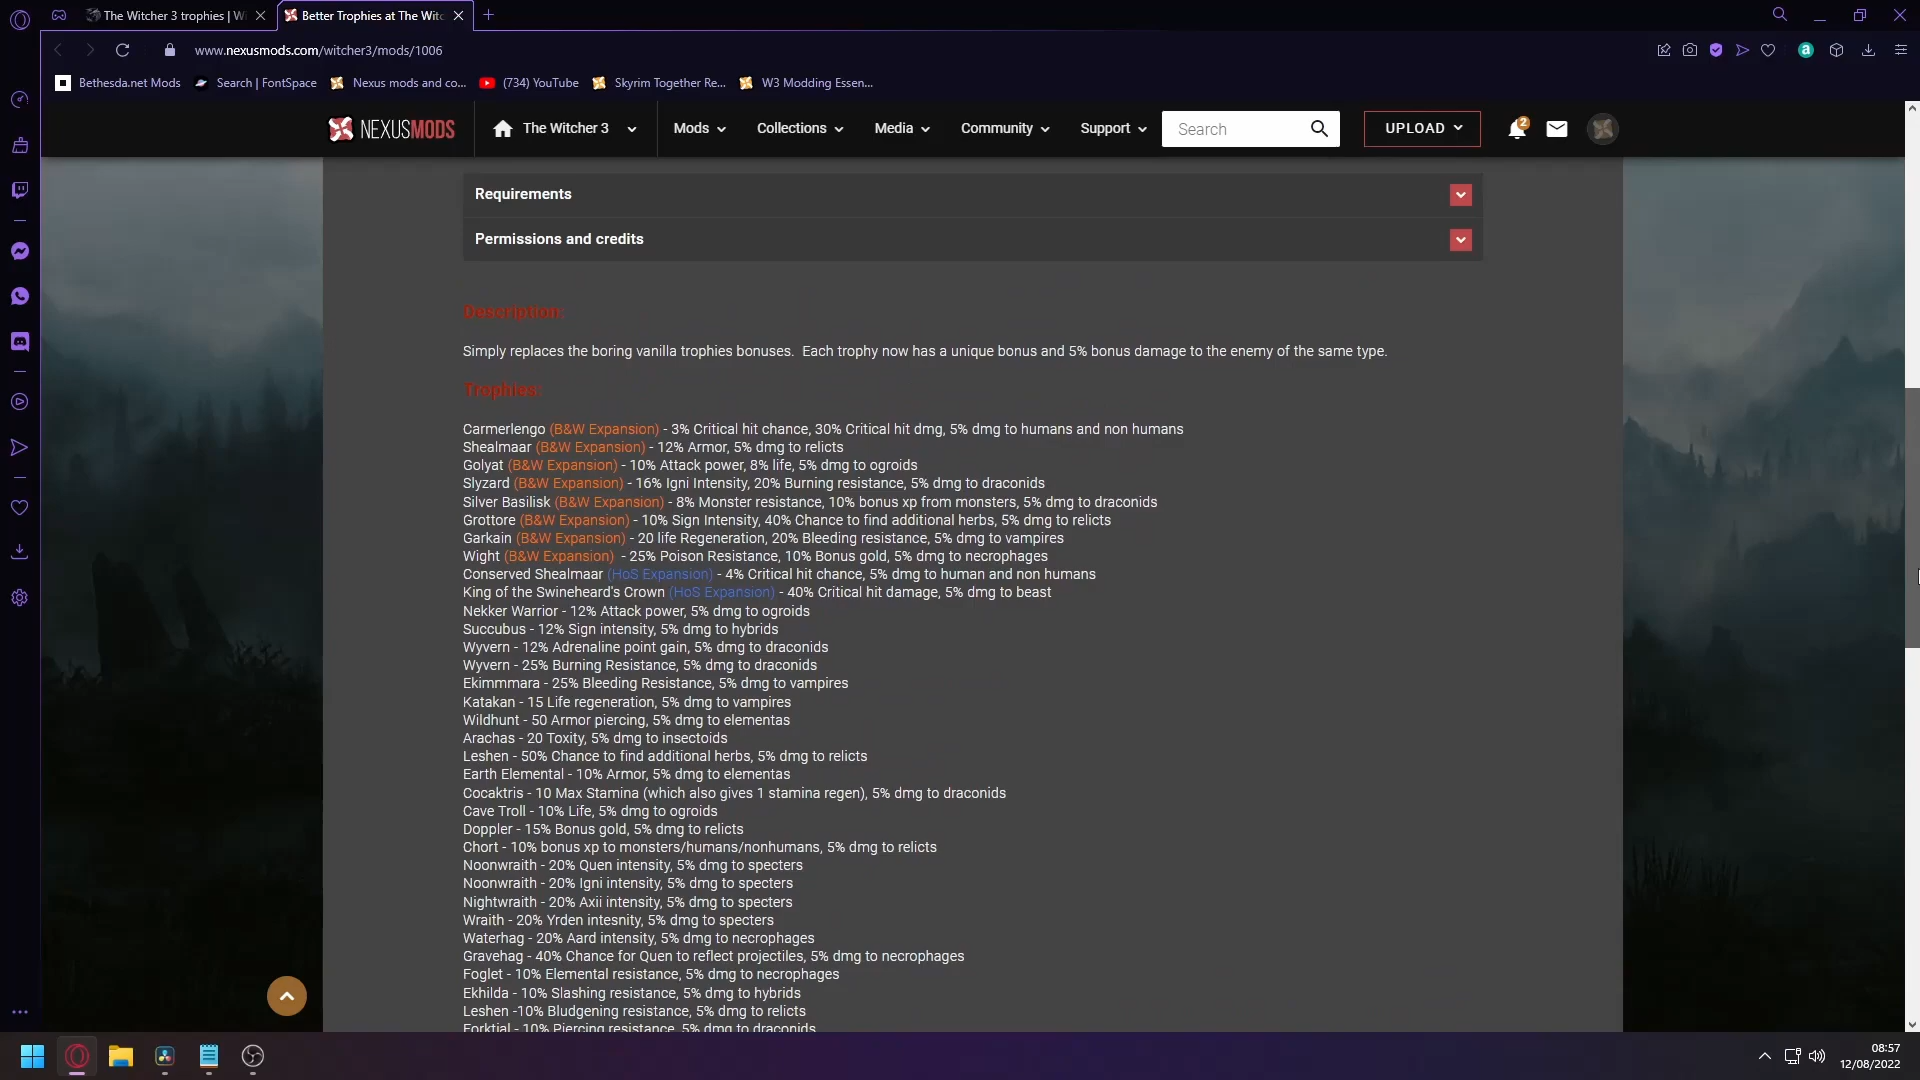 The Witcher 3 trophies | Wi
Better Trophies at The Witc
www.nexusmods.com/witcher3/mods/1006
a
Bethesda.net Mods
Search | FontSpace
Nexus mods and co...
(734) YouTube
Skyrim Together Re...
W3 Modding Essen...
NEXUSMODS
The Witcher 3
Mods
Collections
Media
Community
Support
Search
UPLOAD
2
Requirements
Permissions and credits
Description:
Simply replaces the boring vanilla trophies bonuses.  Each trophy now has a unique bonus and 5% bonus damage to the enemy of the same type.
Trophies:
Carmerlengo (B&W Expansion) - 3% Critical hit chance, 30% Critical hit dmg, 5% dmg to humans and non humans
Shealmaar (B&W Expansion) - 12% Armor, 5% dmg to relicts
Golyat (B&W Expansion) - 10% Attack power, 8% life, 5% dmg to ogroids
Slyzard (B&W Expansion) - 16% Igni Intensity, 20% Burning resistance, 5% dmg to draconids
Silver Basilisk (B&W Expansion) - 8% Monster resistance, 10% bonus xp from monsters, 5% dmg to draconids
Grottore (B&W Expansion) - 10% Sign Intensity, 40% Chance to find additional herbs, 5% dmg to relicts
Garkain (B&W Expansion) - 20 life Regeneration, 20% Bleeding resistance, 5% dmg to vampires
Wight (B&W Expansion)  - 25% Poison Resistance, 10% Bonus gold, 5% dmg to necrophages
Conserved Shealmaar (HoS Expansion) - 4% Critical hit chance, 5% dmg to human and non humans
King of the Swineheard's Crown (HoS Expansion) - 40% Critical hit damage, 5% dmg to beast
Nekker Warrior - 12% Attack power, 5% dmg to ogroids
Succubus - 12% Sign intensity, 5% dmg to hybrids
Wyvern - 12% Adrenaline point gain, 5% dmg to draconids
Wyvern - 25% Burning Resistance, 5% dmg to draconids
Ekimmmara - 25% Bleeding Resistance, 5% dmg to vampires
Katakan - 15 Life regeneration, 5% dmg to vampires
Wildhunt - 50 Armor piercing, 5% dmg to elementas
Arachas - 20 Toxity, 5% dmg to insectoids
Leshen - 50% Chance to find additional herbs, 5% dmg to relicts
Earth Elemental - 10% Armor, 5% dmg to elementas
Cocaktris - 10 Max Stamina (which also gives 1 stamina regen), 5% dmg to draconids
Cave Troll - 10% Life, 5% dmg to ogroids
Doppler - 15% Bonus gold, 5% dmg to relicts
Chort - 10% bonus xp to monsters/humans/nonhumans, 5% dmg to relicts
Noonwraith - 20% Quen intensity, 5% dmg to specters
Noonwraith - 20% Igni intensity, 5% dmg to specters
Nightwraith - 20% Axii intensity, 5% dmg to specters
Wraith - 20% Yrden intesnity, 5% dmg to specters
Waterhag - 20% Aard intensity, 5% dmg to necrophages
Gravehag - 40% Chance for Quen to reflect projectiles, 5% dmg to necrophages
Foglet - 10% Elemental resistance, 5% dmg to necrophages
Ekhilda - 10% Slashing resistance, 5% dmg to hybrids
Leshen -10% Bludgening resistance, 5% dmg to relicts
Forktial - 10% Piercing resistance, 5% dmg to draconids
08:57
12/08/2022